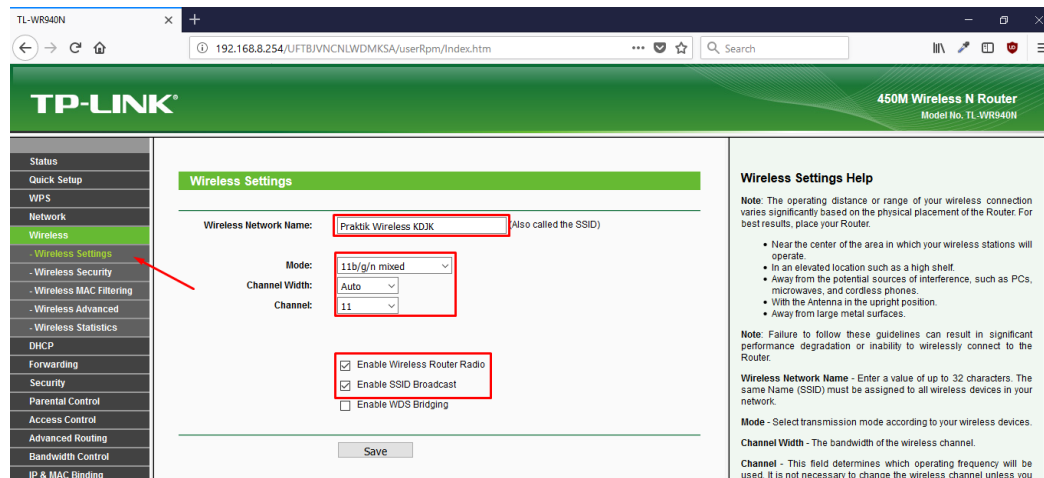 TL-WR940N
192.168.8.254/UFTBJVNCNLWDMKSA/userRpm/Index.htm
Search
TP-LINK®
450M Wireless N Router
Model No. TL-WR940N
Status
Quick Setup
WPS
Network
Wireless
- Wireless Settings
- Wireless Security
- Wireless MAC Filtering
- Wireless Advanced
- Wireless Statistics
DHCP
Forwarding
Security
Parental Control
Access Control
Advanced Routing
Bandwidth Control
IP & MAC Binding
Wireless Settings
Wireless Network Name: Praktik Wireless KDJK (Also called the SSID)
Mode: 11b/g/n mixed
Channel Width: Auto
Channel: 11
Enable Wireless Router Radio
Enable SSID Broadcast
Enable WDS Bridging
Save
Wireless Settings Help
Note: The operating distance or range of your wireless connection
varies significantly based on the physical placement of the Router. For
best results, place your Router.
• Near the center of the area in which your wireless stations will
operate.
• In an elevated location such as a high shelf.
• Away from the potential sources of interference, such as PCs,
microwaves, and cordless phones.
• With the Antenna in the upright position.
• Away from large metal surfaces.
Note: Failure to follow these guidelines can result in significant
performance degradation or inability to wirelessly connect to the
Router.
Wireless Network Name - Enter a value of up to 32 characters. The
same Name (SSID) must be assigned to all wireless devices in your
network.
Mode - Select transmission mode according to your wireless devices.
Channel Width - The bandwidth of the wireless channel.
Channel - This field determines which operating frequency will be
used. It is not necessary to change the wireless channel unless you